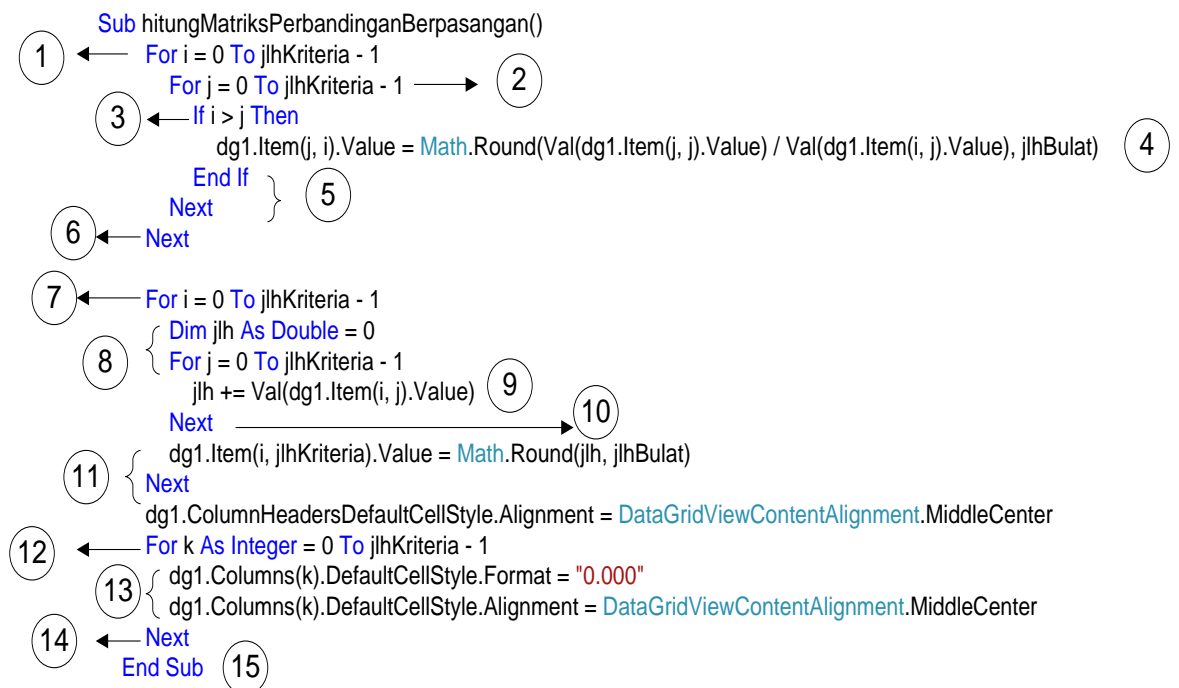 Sub hitungMatriksPerbandinganBerpasangan()
1 For i = 0 To jlhKriteria - 1
For j = 0 To jlhKriteria - 1 2
3 If i > j Then
dg1.Item(j, i).Value = Math.Round(Val(dg1.Item(j, j).Value) / Val(dg1.Item(i, j).Value), jlhBulat) 4
End If
5
Next
6 Next
7 For i = 0 To jlhKriteria - 1
Dim jlh As Double = 0
8
For j = 0 To jlhKriteria - 1
jlh += Val(dg1.Item(i, j).Value) 9
Next 10
dg1.Item(i, jlhKriteria).Value = Math.Round(jlh, jlhBulat)
11
Next
dg1.ColumnHeadersDefaultCellStyle.Alignment = DataGridViewContentAlignment.MiddleCenter
12 For k As Integer = 0 To jlhKriteria - 1
dg1.Columns(k).DefaultCellStyle.Format = "0.000"
13
dg1.Columns(k).DefaultCellStyle.Alignment = DataGridViewContentAlignment.MiddleCenter
14 Next
End Sub 15